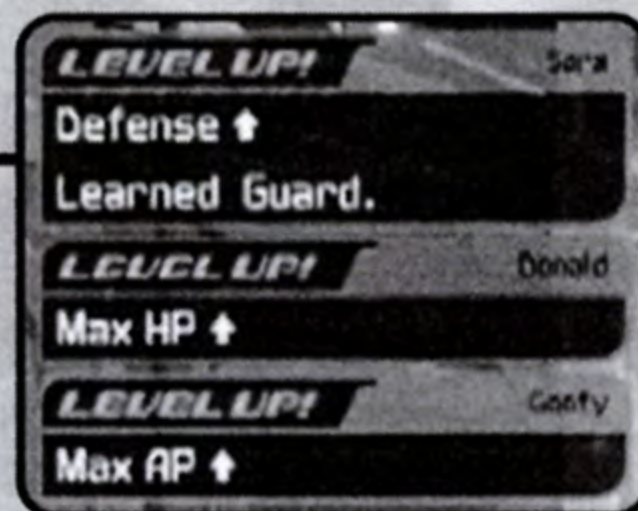 LEVEL UP! Sora
Defense ⬆
Learned Guard.
LEVEL UP! Donald
Max HP ⬆
LEVEL UP! Goofy
Max AP ⬆